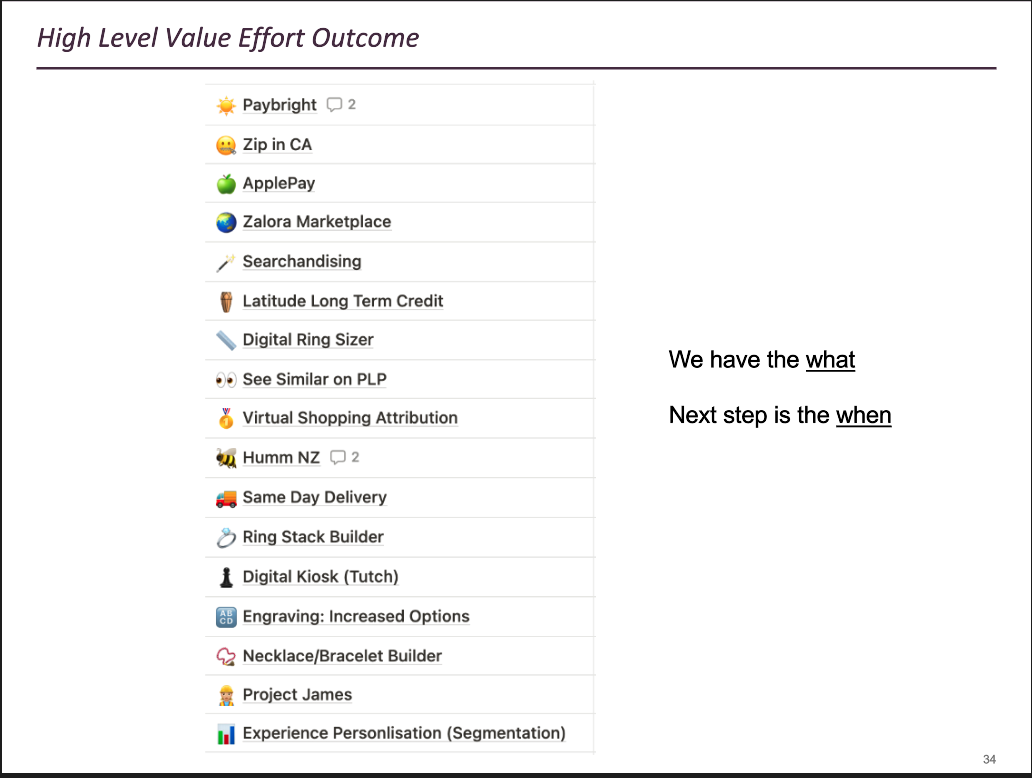 High Level Value Effort Outcome
Paybright 2
Zip in CA
ApplePay
Zalora Marketplace
Searchandising
Latitude Long Term Credit
Digital Ring Sizer
See Similar on PLP
Virtual Shopping Attribution
Humm NZ 2
Same Day Delivery
Ring Stack Builder
Digital Kiosk (Tutch)
Engraving: Increased Options
Necklace/Bracelet Builder
Project James
Experience Personlisation (Segmentation)
We have the what
Next step is the when
34